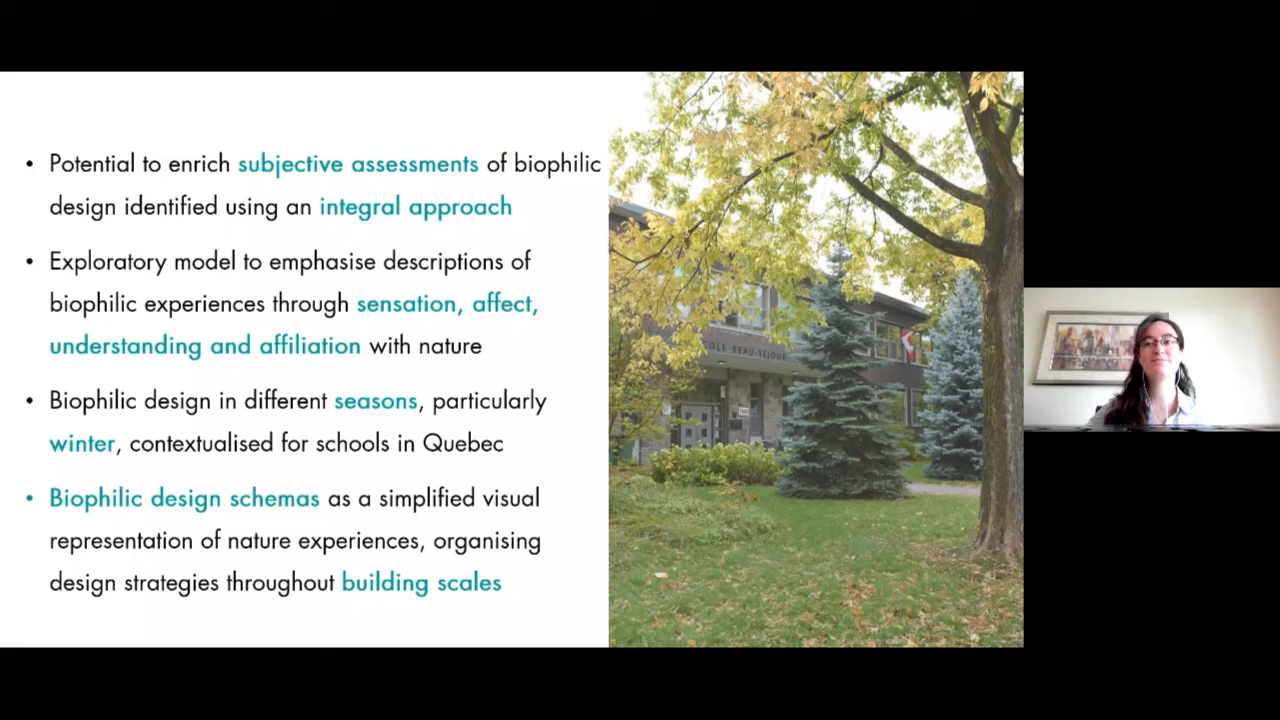 • Potential to enrich subjective assessments of biophilic
design identified using an integral approach
• Exploratory model to emphasise descriptions of
biophilic experiences through sensation, affect,
understanding and affiliation with nature
• Biophilic design in different seasons, particularly
winter, contextualised for schools in Quebec
• Biophilic design schemas as a simplified visual
representation of nature experiences, organising
design strategies throughout building scales
COLE BEAU-SEJOUR